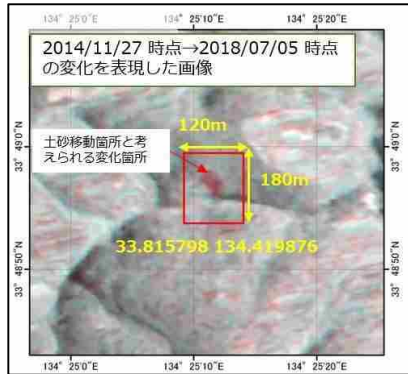 134° 25'0"E 134° 25'10"E 134° 25'20"E
2014/11/27 時点→2018/07/05 時点
の変化を表現した画像
土砂移動箇所と考
えられる変化箇所
120m
180m
33° 49'0"
33° 49'0"
33.815798 134.419876
33° 48'50"
33° 48'50"
134° 25'0"E 134° 25'10"E 134° 25'20"E